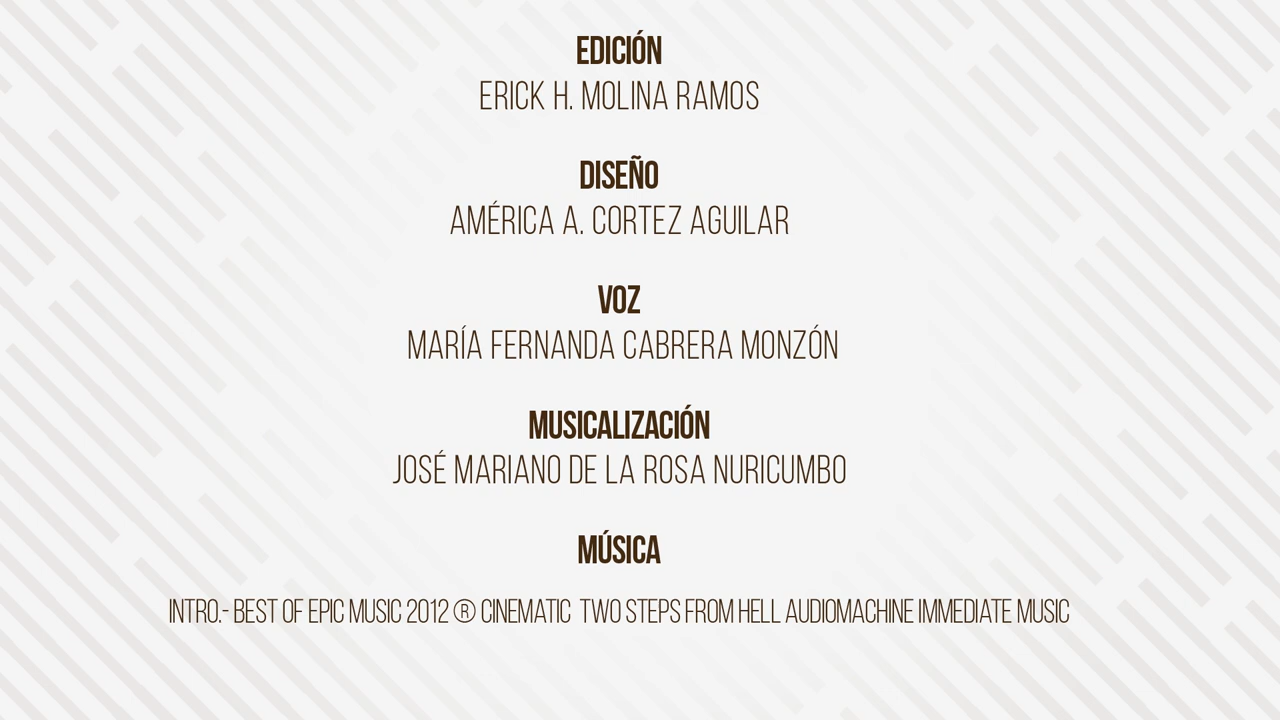 EDICIÓN
ERICK H. MOLINA RAMOS
DISEÑO
AMÉRICA A. CORTEZ AGUILAR
VOZ
MARÍA FERNANDA CABRERA MONZÓN
MUSICALIZACIÓN
JOSÉ MARIANO DE LA ROSA NURICUMBO
MÚSICA
INTRO.- BEST OF EPIC MUSIC 2012 ® CINEMATIC TWO STEPS FROM HELL AUDIOMACHINE IMMEDIATE MUSIC